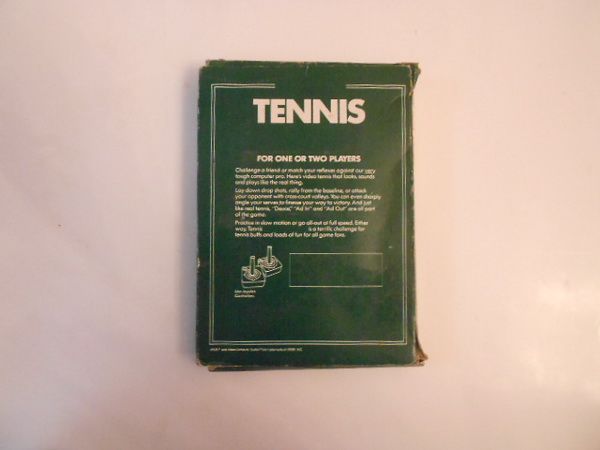 TENNIS
FOR ONE OR TWO PLAYERS
Challenge a friend or match your reflexes against our very
tough computer pro. Here's video tennis that looks, sounds
and plays like the real thing.
Lay down drop shots, rally from the baseline, or attack
your opponent with cross-court volleys. You can even sharply
angle your serves to finesse your way to victory. And just
like real tennis, "Deuce," "Ad In" and "Ad Out" are all part
of the game.
Practice in slow motion or go all-out at full speed. Either
way, Tennis is a terrific challenge for
tennis buffs and loads of fun for all game fans.
Use Joystick
Controllers.